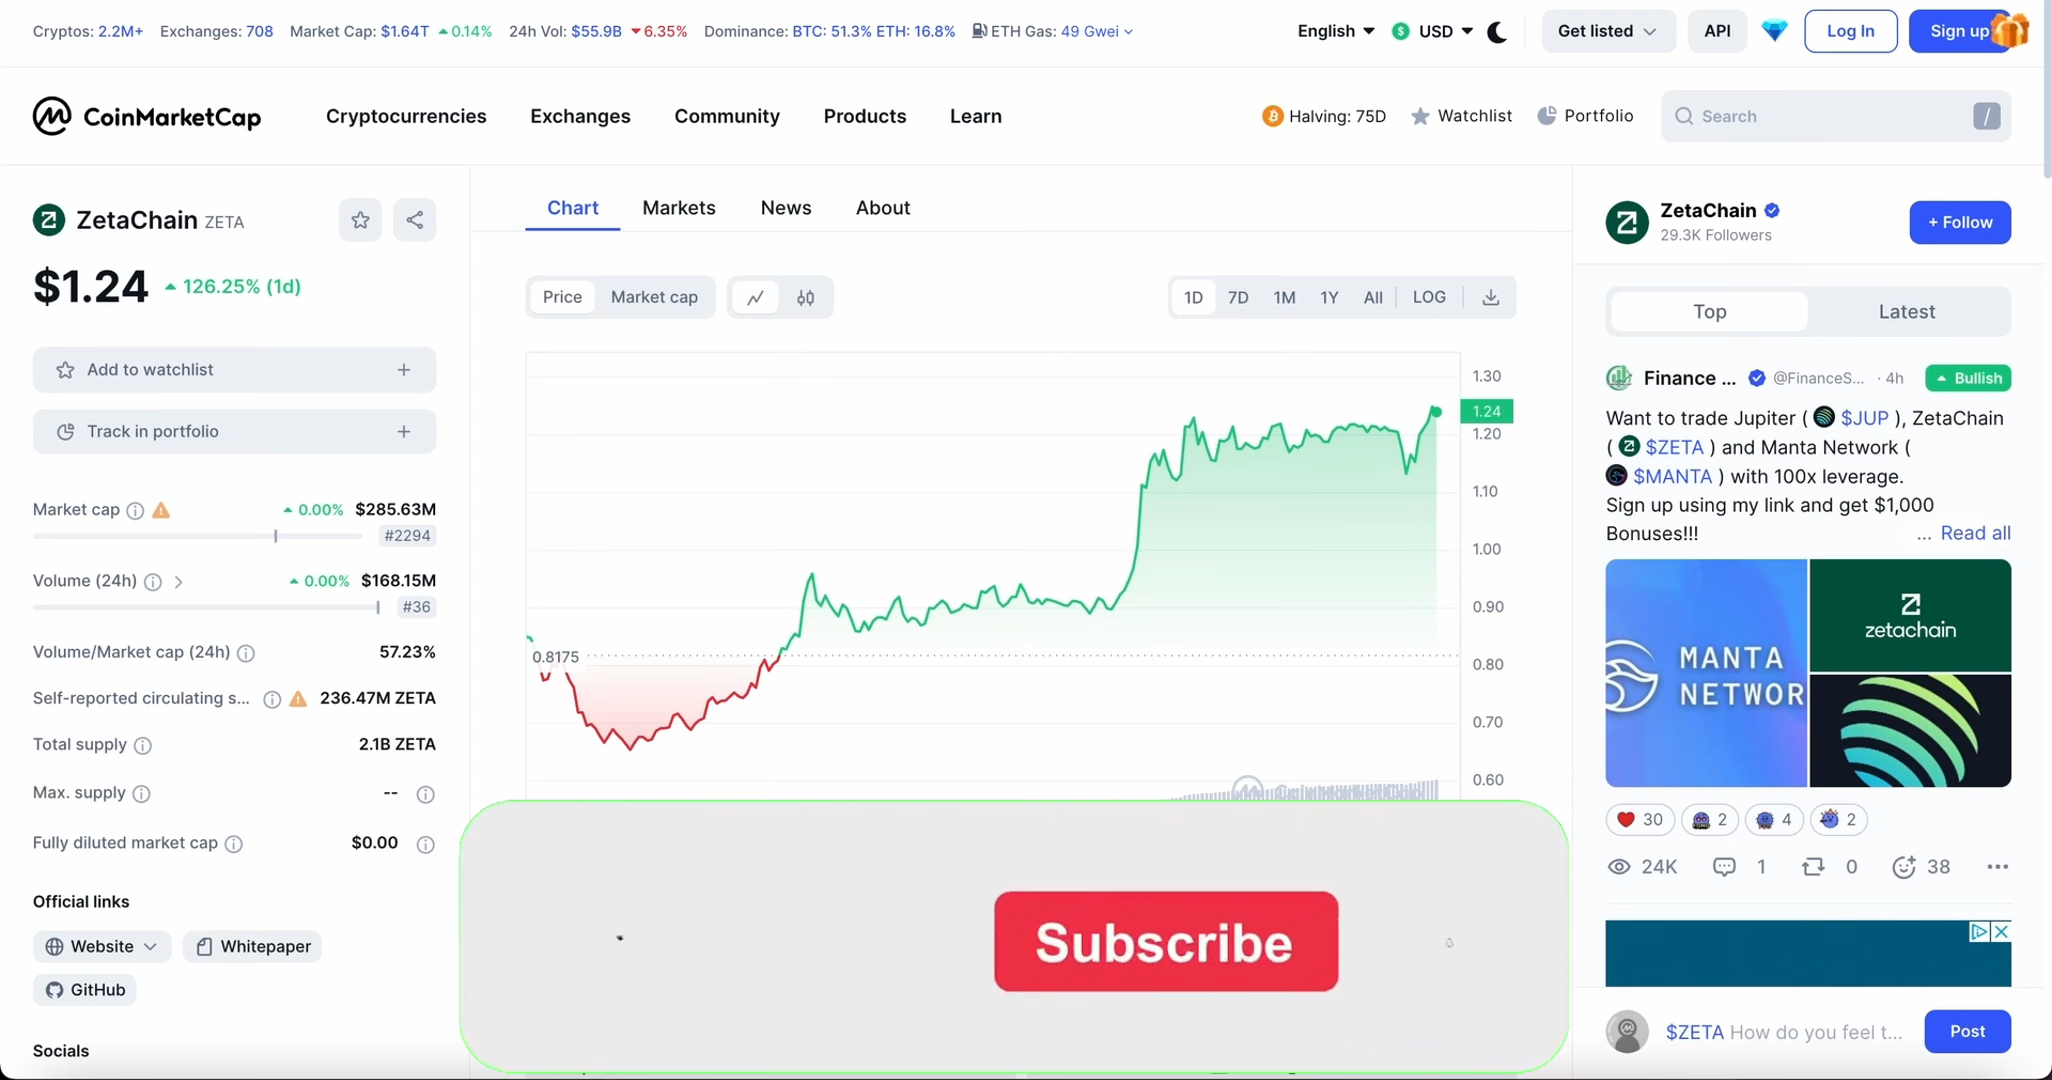 Cryptos: 2.2M+ Exchanges: 708 Market Cap: $1.64T 0.14% 24h Vol: $55.9B 6.35% Dominance: BTC: 51.3% ETH: 16.8% ETH Gas: 49 Gwei English USD Get listed API Log In Sign up
CoinMarketCap Cryptocurrencies Exchanges Community Products Learn Halving: 75D Watchlist Portfolio Search /
ZetaChain ZETA
$1.24 126.25% (1d)
Add to watchlist +
Track in portfolio +
Market cap 0.00% $285.63M
#2294
Volume (24h) 0.00% $168.15M
#36
Volume/Market cap (24h) 57.23%
Self-reported circulating s... 236.47M ZETA
Total supply 2.1B ZETA
Max. supply --
Fully diluted market cap $0.00
Official links
Website Whitepaper
GitHub
Socials
Chart Markets News About
Price Market cap 1D 7D 1M 1Y All LOG
1.30
1.24
1.20
1.10
1.00
0.90
0.8175
0.80
0.70
0.60
Subscribe
ZetaChain
29.3K Followers
+ Follow
Top Latest
Finance ... @FinanceS... · 4h Bullish
Want to trade Jupiter ( $JUP ), ZetaChain
( $ZETA ) and Manta Network (
$MANTA ) with 100x leverage.
Sign up using my link and get $1,000
Bonuses!!! ... Read all
MANTA
NETWOR
zetachain
30 2 4 2
24K 1 0 38
$ZETA How do you feel t... Post